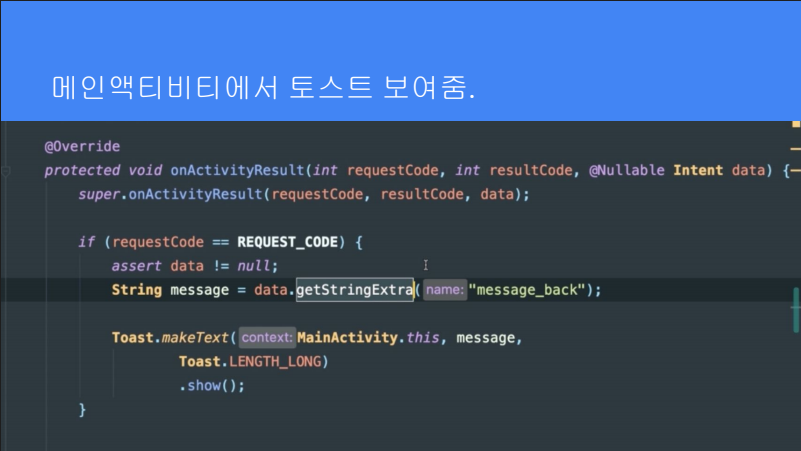 메인액티비티에서 토스트 보여줌.
@Override
protected void onActivityResult(int requestCode, int resultCode, @Nullable Intent data) {
super.onActivityResult(requestCode, resultCode, data);
if (requestCode == REQUEST_CODE) {
assert data != null;
String message = data.getStringExtra( name: "message_back");
Toast.makeText( context: MainActivity.this, message,
Toast.LENGTH_LONG)
.show();
}